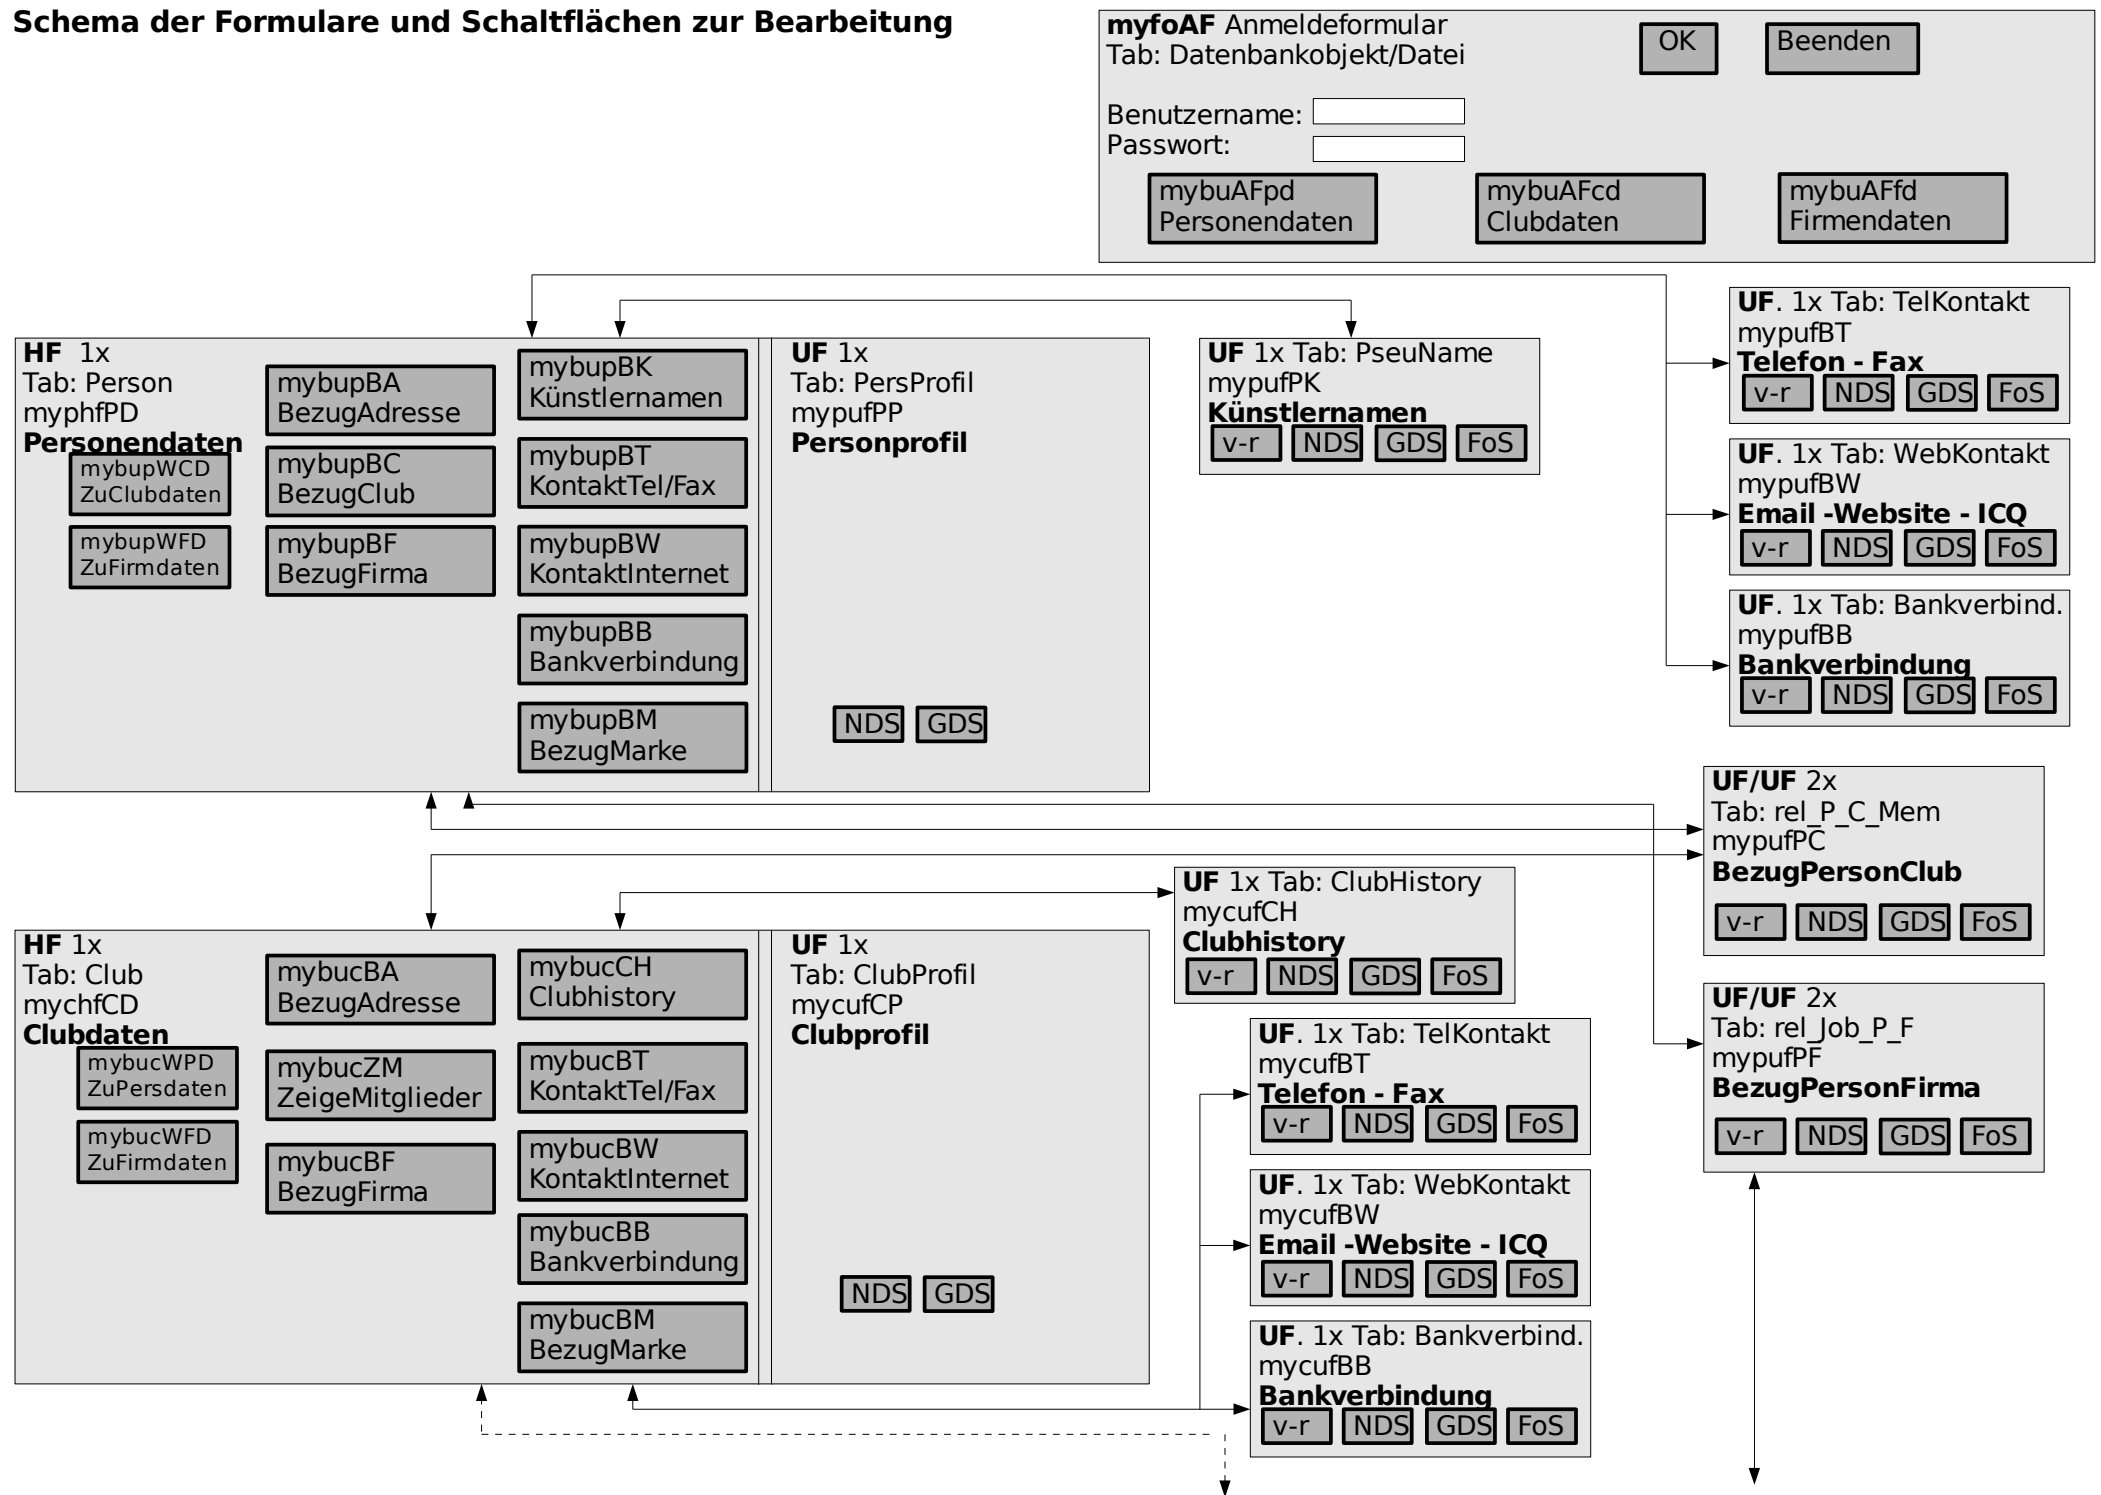 Schema der Formulare und Schaltflächen zur Bearbeitung
myfoAF Anmeldeformular
Tab: Datenbankobjekt/Datei
OK
Beenden
Benutzername:
Passwort:
mybuAFpd
Personendaten
mybuAFcd
Clubdaten
mybuAFfd
Firmendaten
HF 1x
Tab: Person
myphfPD
Personendaten
mybupWCD
ZuClubdaten
mybupWFD
ZuFirmdaten
mybupBA
BezugAdresse
mybupBC
BezugClub
mybupBF
BezugFirma
mybupBK
Künstlernamen
mybupBT
KontaktTel/Fax
mybupBW
KontaktInternet
mybupBB
Bankverbindung
mybupBM
BezugMarke
UF 1x
Tab: PersProfil
mypufPP
Personprofil
NDS GDS
UF 1x Tab: PseuName
mypufPK
Künstlernamen
v-r NDS GDS FoS
UF. 1x Tab: TelKontakt
mypufBT
Telefon - Fax
v-r NDS GDS FoS
UF. 1x Tab: WebKontakt
mypufBW
Email -Website - ICQ
v-r NDS GDS FoS
UF. 1x Tab: Bankverbind.
mypufBB
Bankverbindung
v-r NDS GDS FoS
UF/UF 2x
Tab: rel_P_C_Mem
mypufPC
BezugPersonClub
v-r NDS GDS FoS
UF/UF 2x
Tab: rel_Job_P_F
mypufPF
BezugPersonFirma
v-r NDS GDS FoS
HF 1x
Tab: Club
mychfCD
Clubdaten
mybucWPD
ZuPersdaten
mybucWFD
ZuFirmdaten
mybucBA
BezugAdresse
mybucZM
ZeigeMitglieder
mybucBF
BezugFirma
mybucCH
Clubhistory
mybucBT
KontaktTel/Fax
mybucBW
KontaktInternet
mybucBB
Bankverbindung
mybucBM
BezugMarke
UF 1x
Tab: ClubProfil
mycufCP
Clubprofil
NDS GDS
UF 1x Tab: ClubHistory
mycufCH
Clubhistory
v-r NDS GDS FoS
UF. 1x Tab: TelKontakt
mycufBT
Telefon - Fax
v-r NDS GDS FoS
UF. 1x Tab: WebKontakt
mycufBW
Email -Website - ICQ
v-r NDS GDS FoS
UF. 1x Tab: Bankverbind.
mycufBB
Bankverbindung
v-r NDS GDS FoS